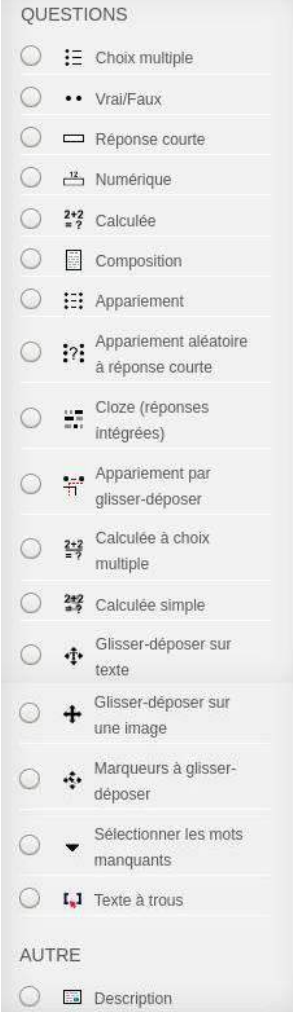 QUESTIONS
Choix multiple
Vrai/Faux
Réponse courte
12
Numérique
2+2
= ?
Calculée
Composition
Appariement
?
Appariement aléatoire
à réponse courte
Cloze (réponses
intégrées)
Appariement par
glisser-déposer
2+2
= ?
Calculée à choix
multiple
2+2
= ?
Calculée simple
Glisser-déposer sur
texte
Glisser-déposer sur
une image
Marqueurs à glisser-
déposer
Sélectionner les mots
manquants
Texte à trous
AUTRE
Description